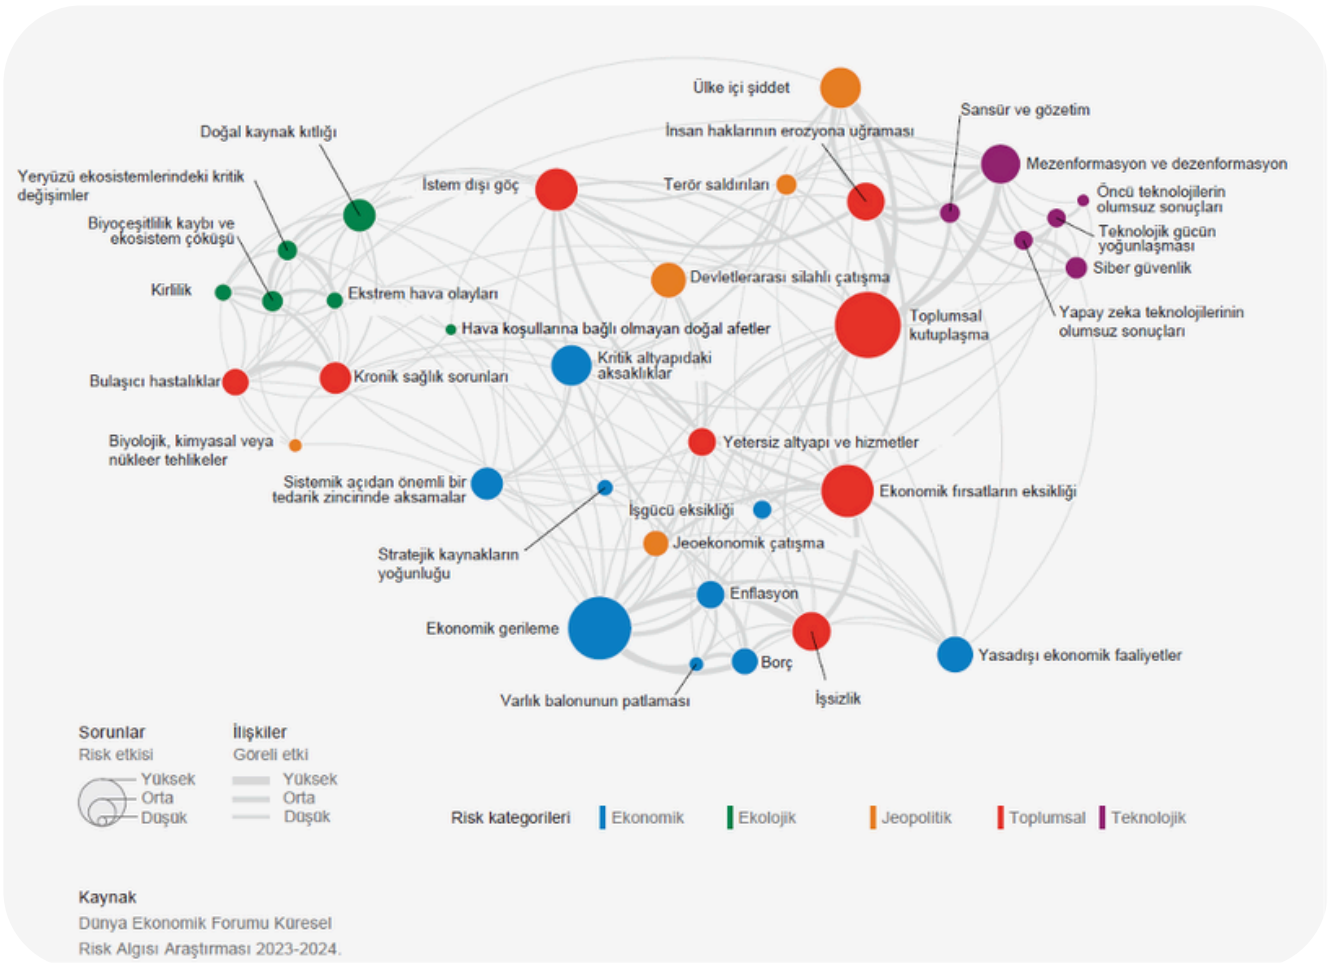 Ülke içi şiddet
Sansür ve gözetim
Doğal kaynak kıtlığı
İnsan haklarının erozyona uğraması
Mezenformasyon ve dezenformasyon
Yeryüzü ekosistemlerindeki kritik
değişimler
İstem dışı göç
Terör saldırıları
Öncü teknolojilerin
olumsuz sonuçları
Biyoçeşitlilik kaybı ve
ekosistem çöküşü
Teknolojik gücün
yoğunlaşması
Siber güvenlik
Devletlerarası silahlı çatışma
Kirlilik
Ekstrem hava olayları
Yapay zeka teknolojilerinin
olumsuz sonuçları
Toplumsal
kutuplaşma
Hava koşullarına bağlı olmayan doğal afetler
Kritik altyapıdaki
aksaklıklar
Bulaşıcı hastalıklar
Kronik sağlık sorunları
Biyolojik, kimyasal veya
nükleer tehlikeler
Yetersiz altyapı ve hizmetler
Sistemik açıdan önemli bir
tedarik zincirinde aksamalar
Ekonomik fırsatların eksikliği
İşgücü eksikliği
Jeoekonomik çatışma
Stratejik kaynakların
yoğunluğu
Enflasyon
Ekonomik gerileme
Borç
Yasadışı ekonomik faaliyetler
Varlık balonunun patlaması
İşsizlik
Sorunlar
Risk etkisi
Yüksek
Orta
Düşük
İlişkiler
Göreli etki
Yüksek
Orta
Düşük
Risk kategorileri
Ekonomik
Ekolojik
Jeopolitik
Toplumsal
Teknolojik
Kaynak
Dünya Ekonomik Forumu Küresel
Risk Algısı Araştırması 2023-2024.